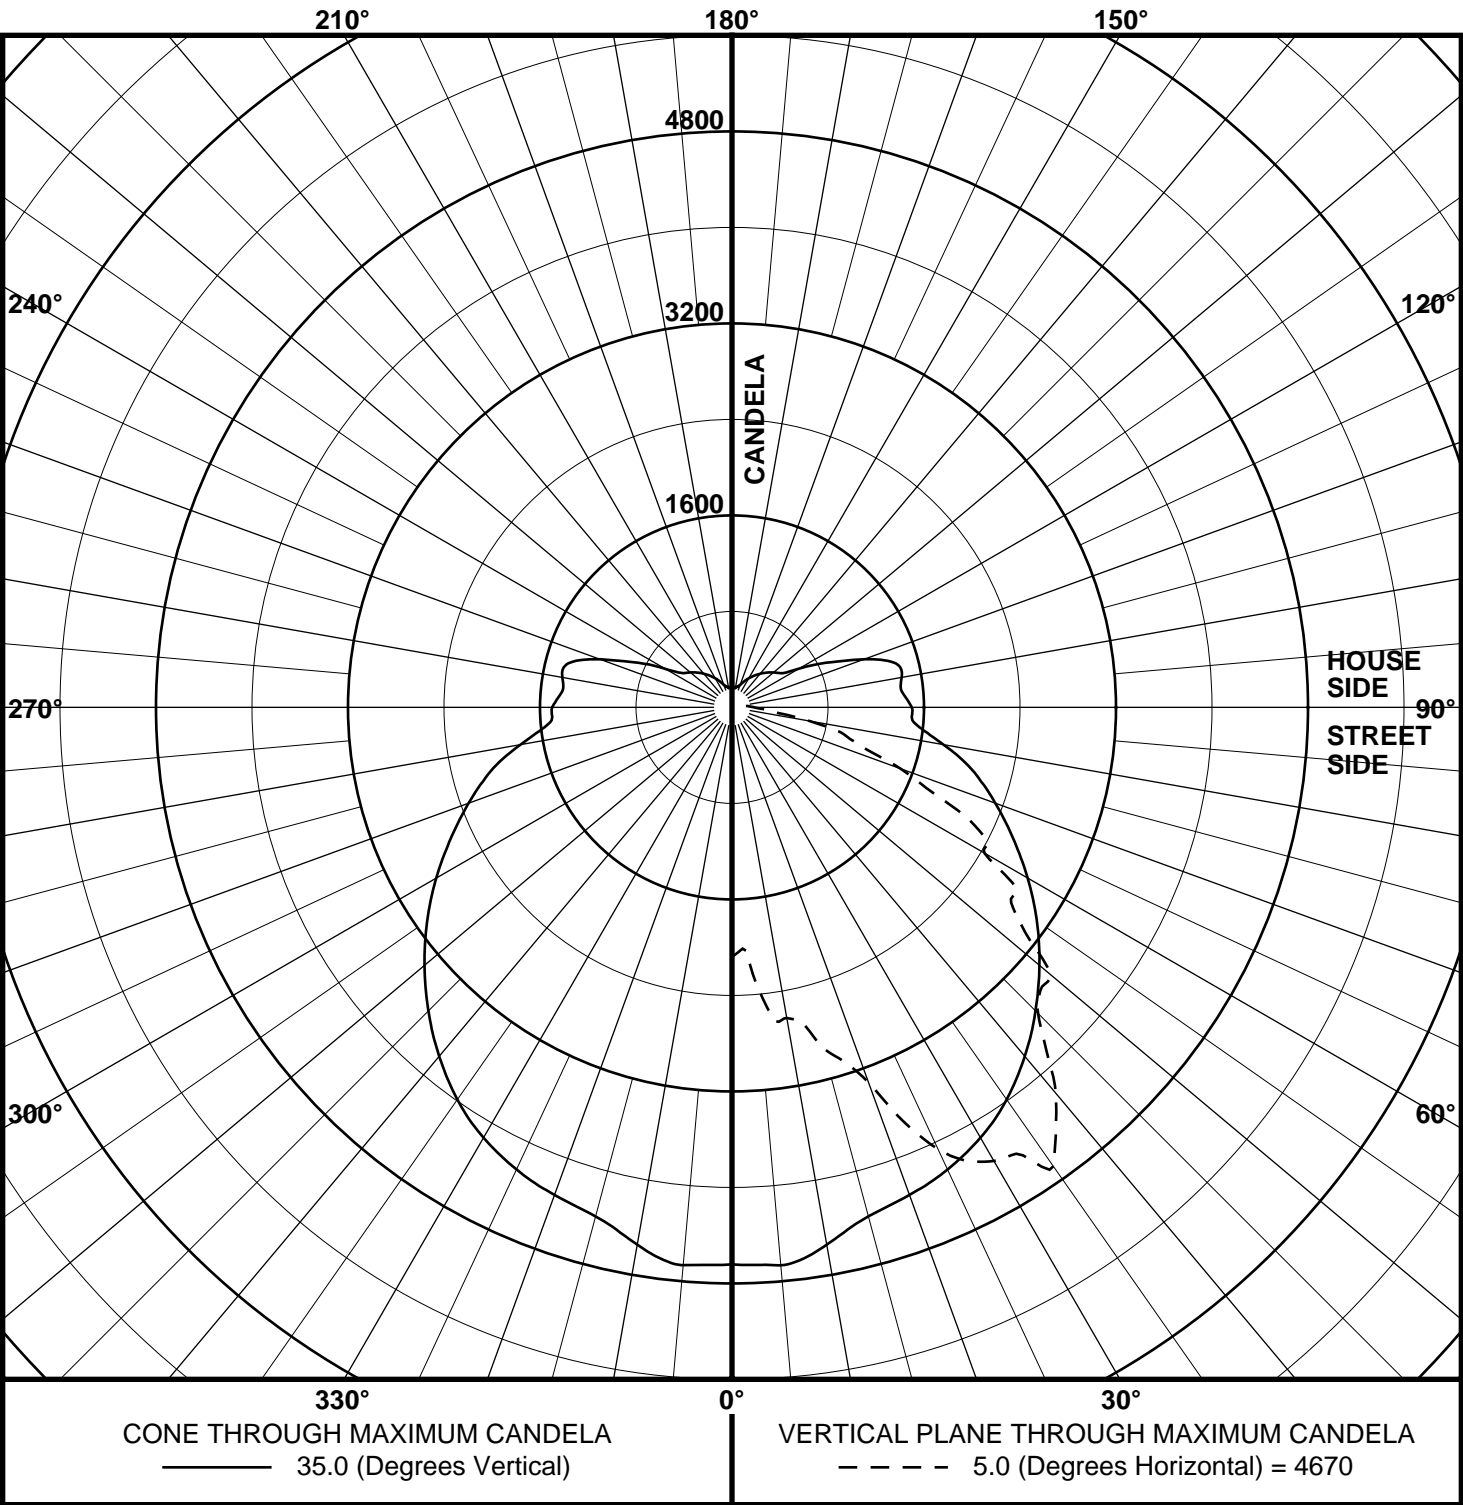 210°
180°
150°
4800
240°
120°
3200
CANDELA
1600
HOUSE
SIDE
270°
90°
STREET
SIDE
300°
60°
330°
0°
30°
CONE THROUGH MAXIMUM CANDELA
35.0 (Degrees Vertical)
VERTICAL PLANE THROUGH MAXIMUM CANDELA
5.0 (Degrees Horizontal) = 4670